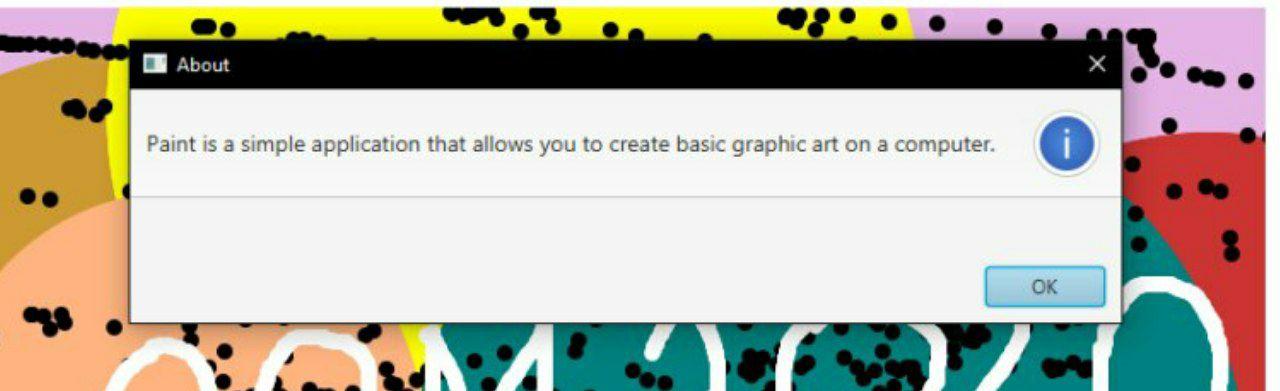 About
Paint is a simple application that allows you to create basic graphic art on a computer.
OK